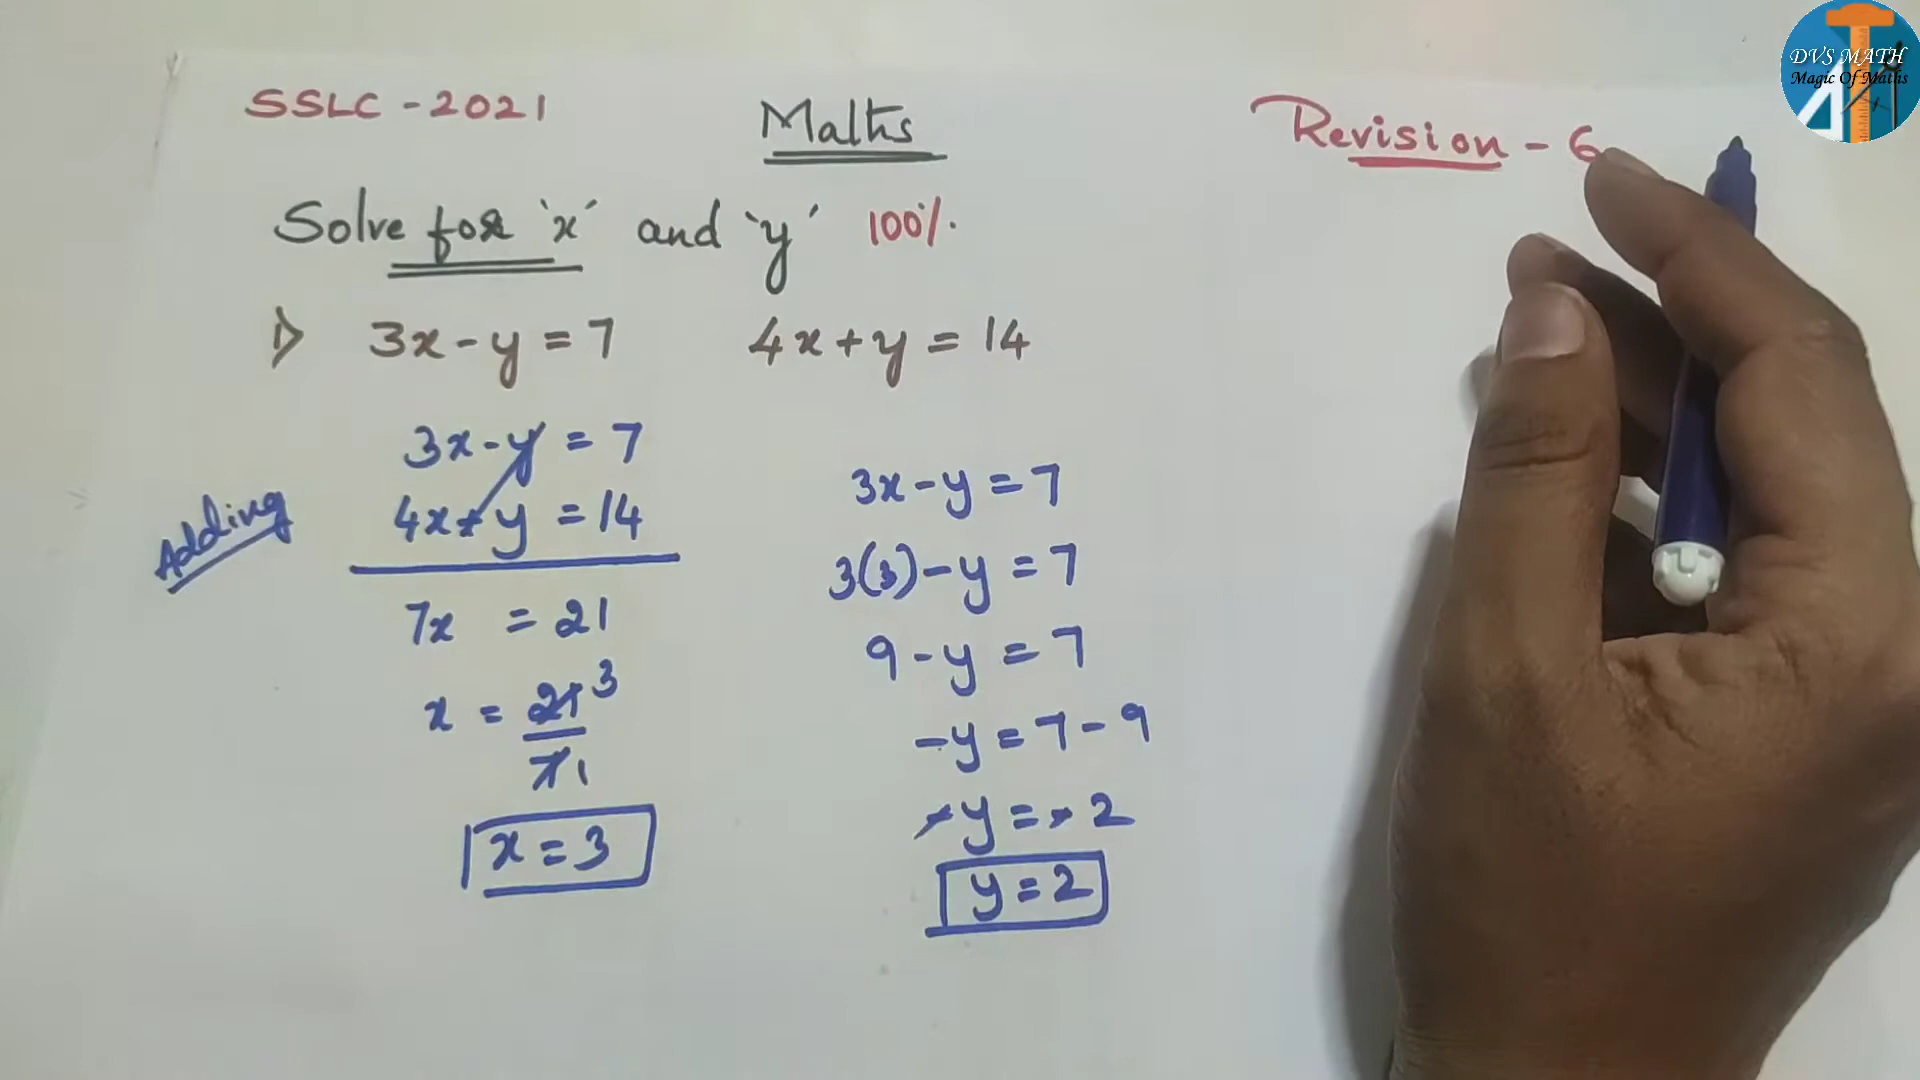 DVS MATH
Magic Of Maths
SSLC - 2021
Maths
Revision - 6
Solve for 'x' and 'y' 100%.
1) 3x - y = 7 4x + y = 14
Adding
3x - y = 7
4x + y = 14
7x = 21
x = 21/7 3 1
x = 3
3x - y = 7
3(3) - y = 7
9 - y = 7
-y = 7 - 9
-y = -2
y = 2